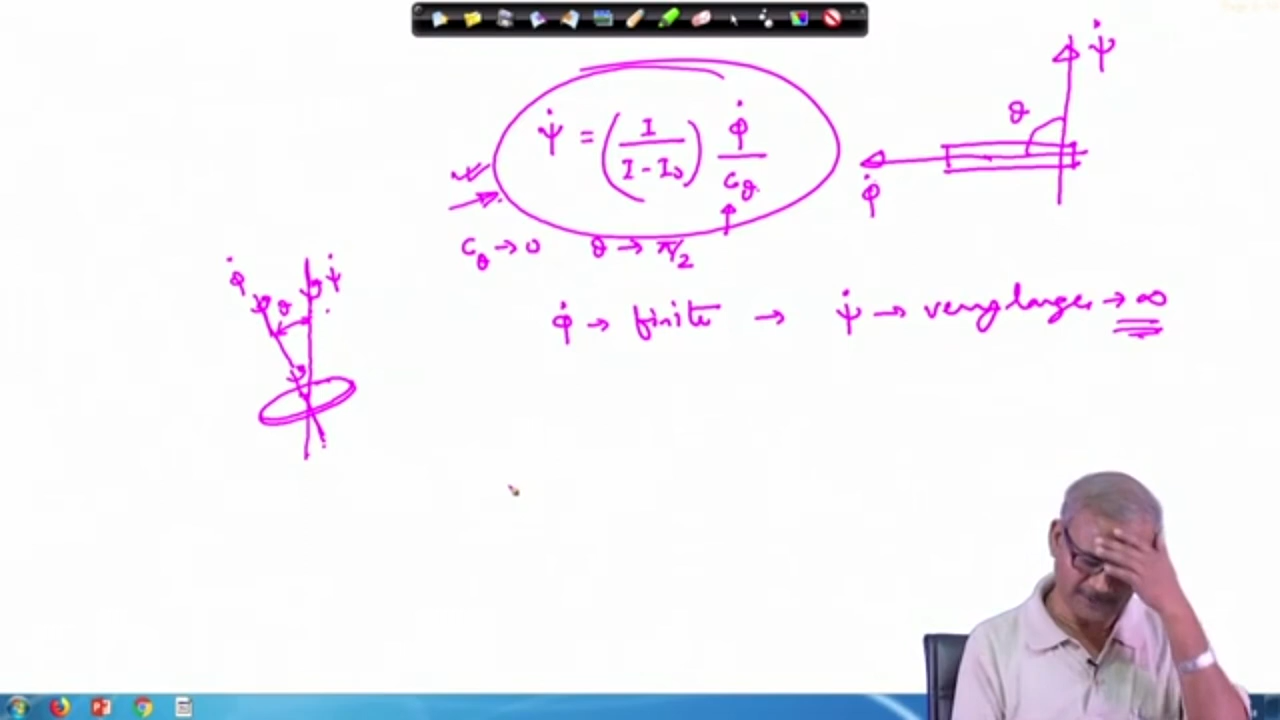 ψ̇ = (I / (I - I₀)) φ̇ / c_θ
θ ψ̇
φ̇
c_θ → 0 θ → π/2
φ̇ θ ψ̇
φ̇ → finite → ψ̇ → very large → ∞